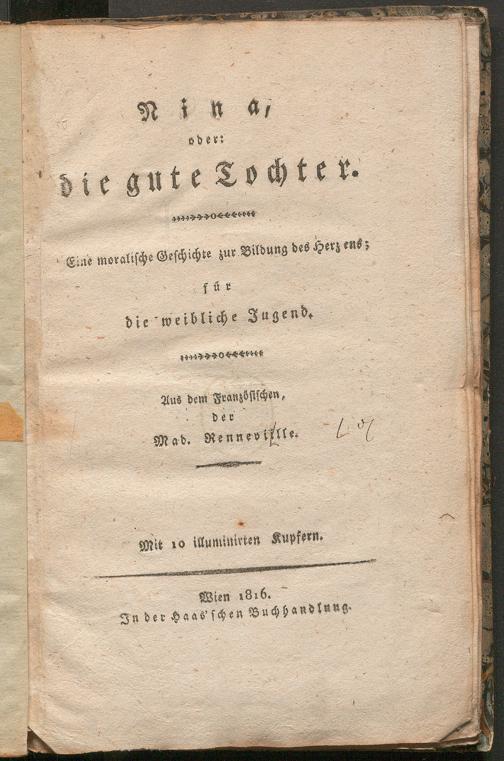 Nina,
oder:
die gute Tochter.
Eine moralische Geschichte zur Bildung des Herzens;
für
die weibliche Jugend.
Aus dem Französischen,
der
Mad. Renneville.
Mit 10 illuminirten Kupfern.
Wien 1816.
In der Haas'schen Buchhandlung.